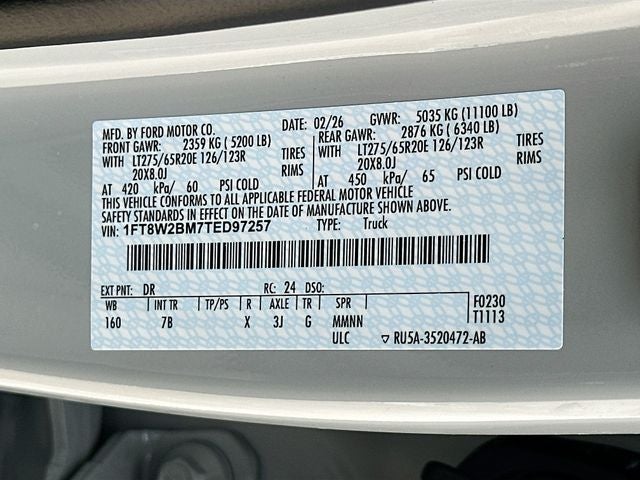 MFD. BY FORD MOTOR CO. DATE: 02/26 GVWR: 5035 KG (11100 LB)
FRONT GAWR: 2359 KG ( 5200 LB) REAR GAWR: 2876 KG ( 6340 LB)
WITH LT275/65R20E 126/123R TIRES WITH LT275/65R20E 126/123R TIRES
20X8.0J RIMS 20X8.0J RIMS
AT 420 kPa/ 60 PSI COLD AT 450 kPa/ 65 PSI COLD
THIS VEHICLE CONFORMS TO ALL APPLICABLE FEDERAL MOTOR VEHICLE
SAFETY STANDARDS IN EFFECT ON THE DATE OF MANUFACTURE SHOWN ABOVE.
VIN: 1FT8W2BM7TED97257 TYPE: Truck
EXT PNT: DR RC: 24 DSO:
WB INT TR TP/PS R AXLE TR SPR F0230
160 7B X 3J G MMNN T1113
ULC ▽ RU5A-3520472-AB